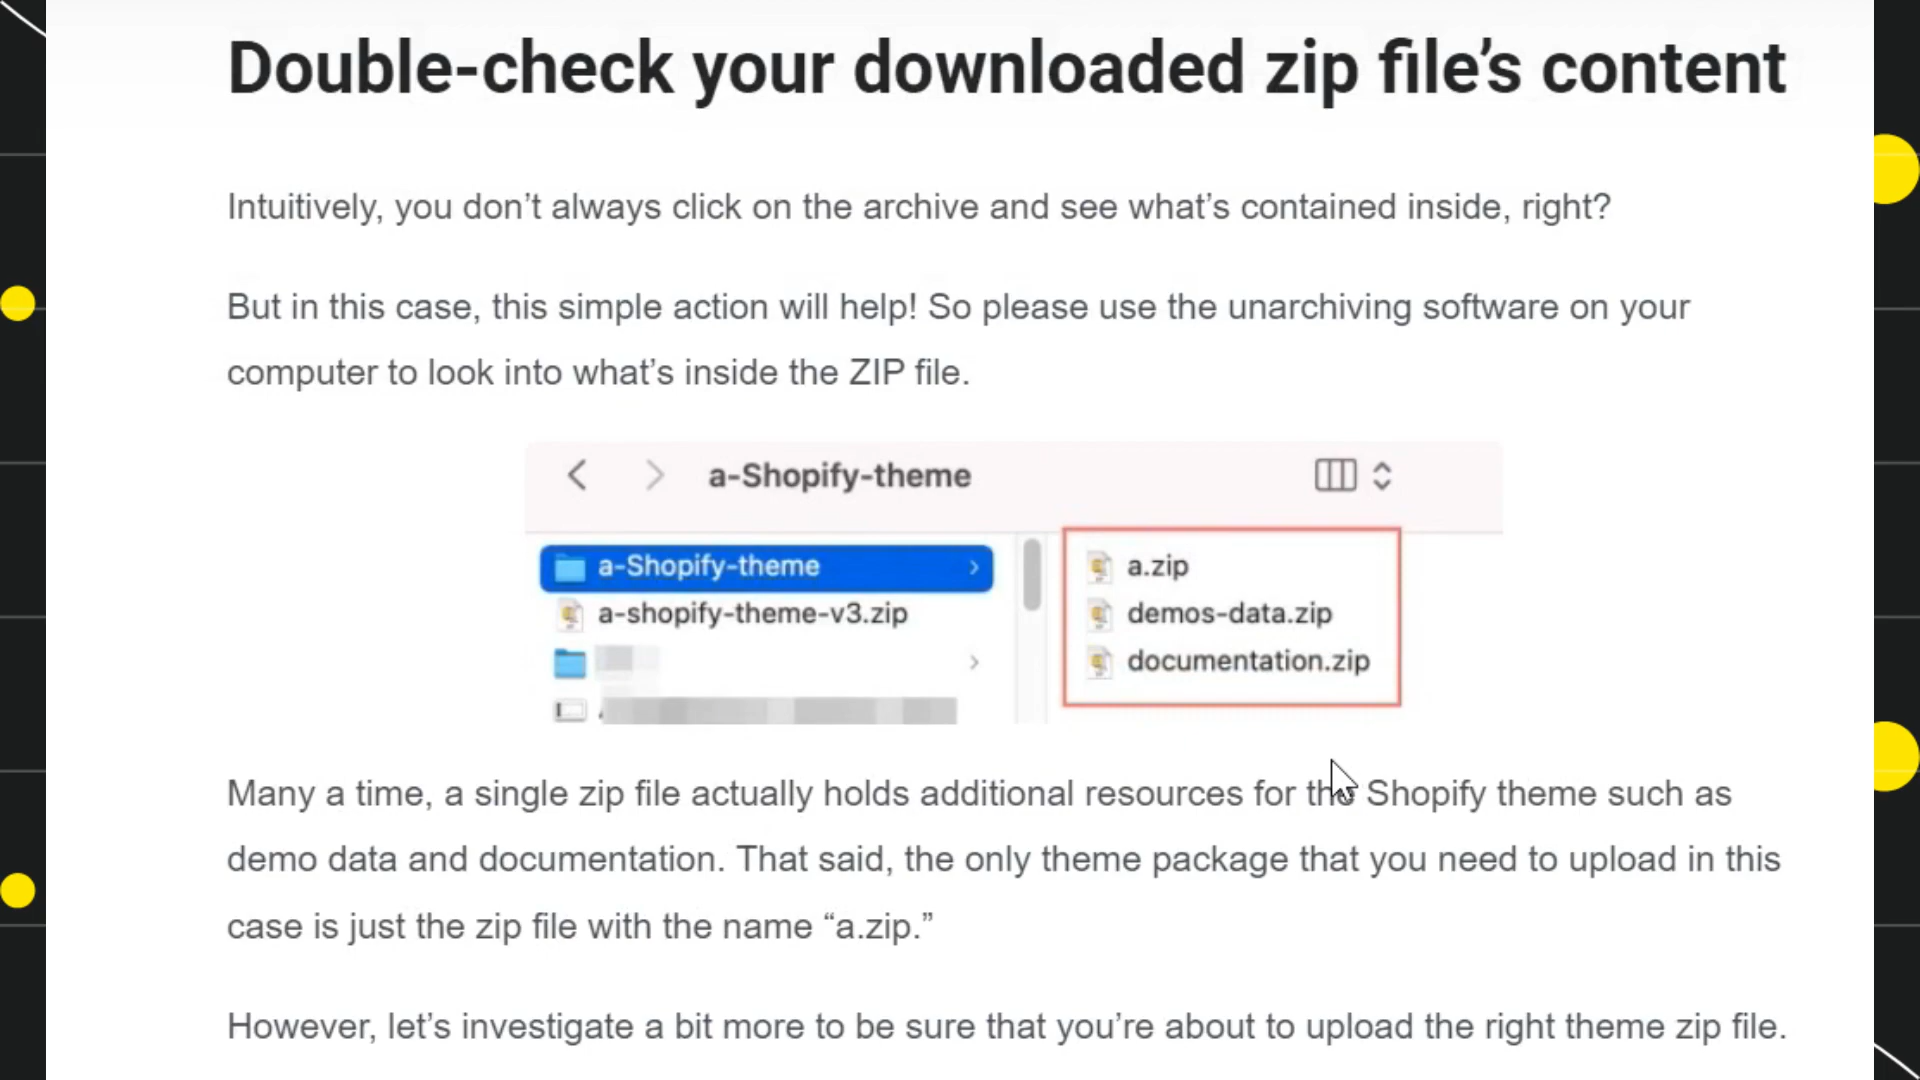 Double-check your downloaded zip file’s content
Intuitively, you don’t always click on the archive and see what’s contained inside, right?
But in this case, this simple action will help! So please use the unarchiving software on your
computer to look into what’s inside the ZIP file.
a-Shopify-theme
a-Shopify-theme
a-shopify-theme-v3.zip
a.zip
demos-data.zip
documentation.zip
Many a time, a single zip file actually holds additional resources for the Shopify theme such as
demo data and documentation. That said, the only theme package that you need to upload in this
case is just the zip file with the name “a.zip.”
However, let’s investigate a bit more to be sure that you’re about to upload the right theme zip file.